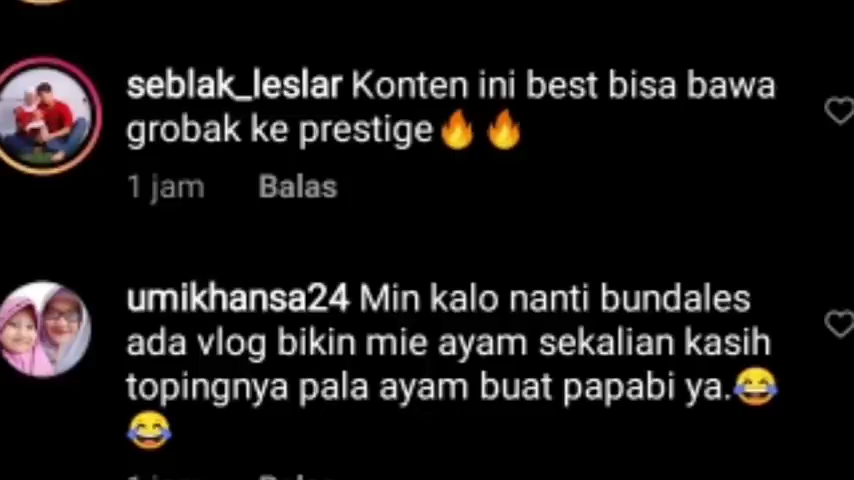 seblak_leslar Konten ini best bisa bawa
grobak ke prestige🔥🔥
1 jam Balas
umikhansa24 Min kalo nanti bundales
ada vlog bikin mie ayam sekalian kasih
topingnya pala ayam buat papabi ya.😂
😂